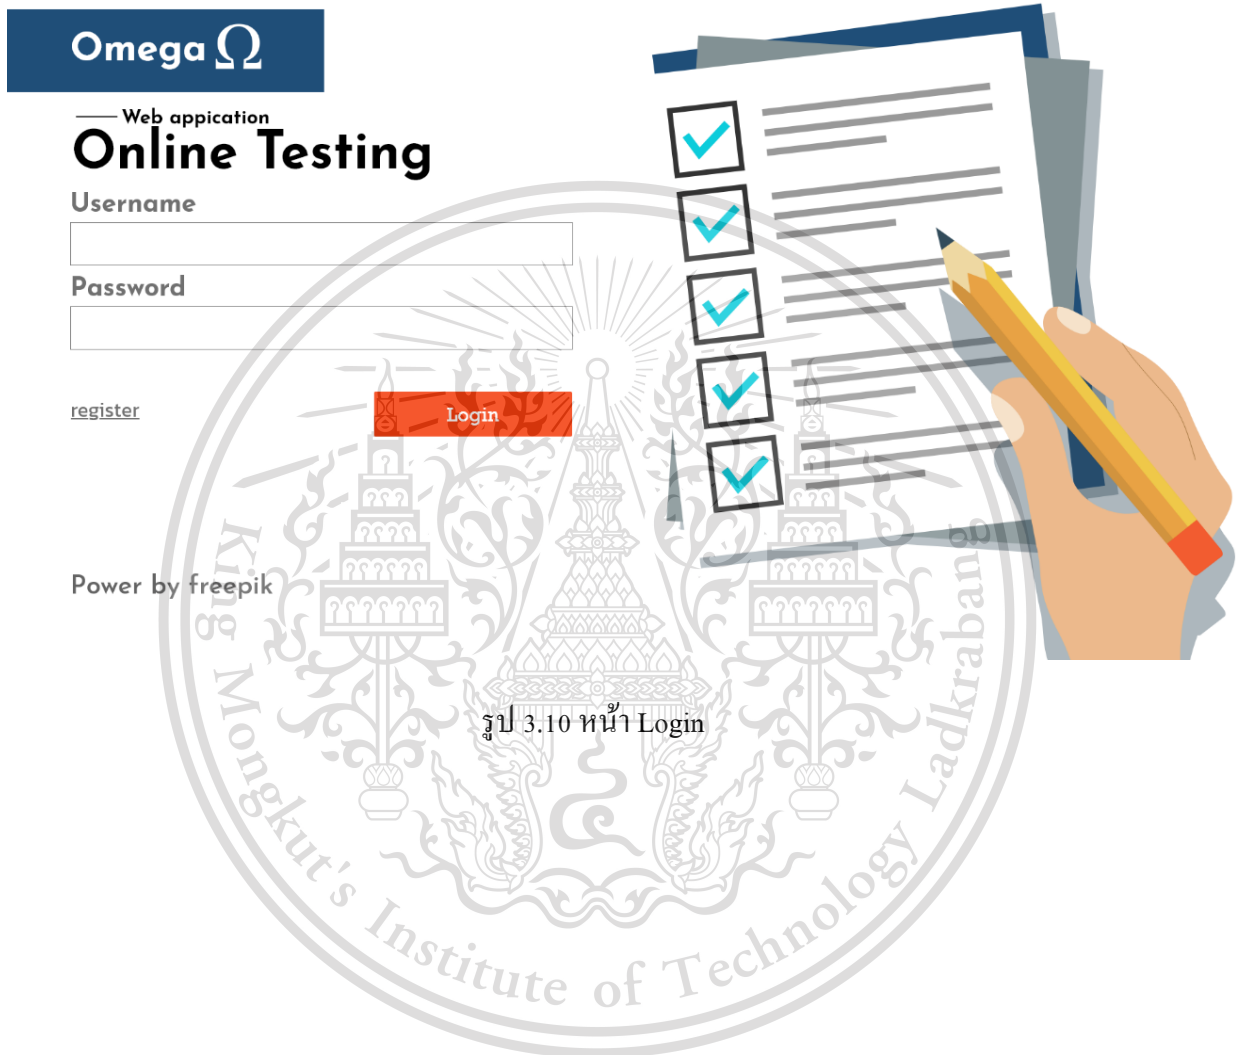 Omega Ω
Web appication
Online Testing
Username
Password
register
Login
Power by freepik
รูป 3.10 หน้า Login
King Mongkut's Institute of Technology Ladkrabang